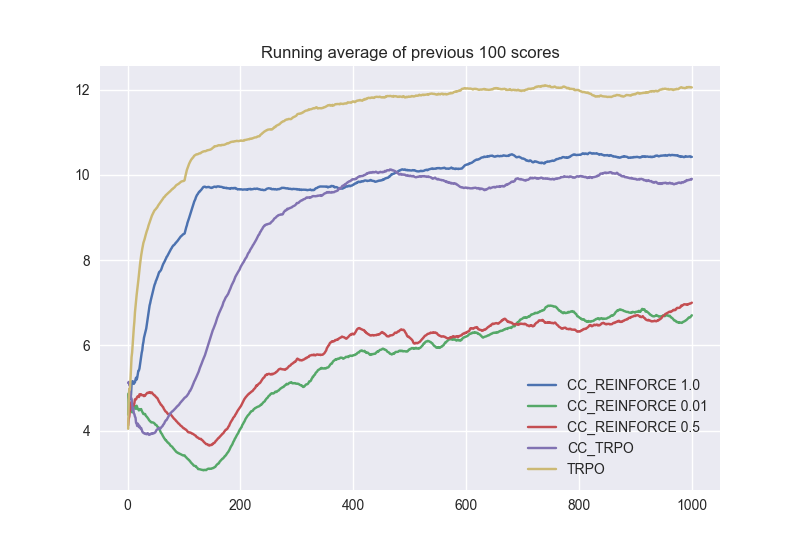 Running average of previous 100 scores
12
10
8
6
4
CC_REINFORCE 1.0
CC_REINFORCE 0.01
CC_REINFORCE 0.5
CC_TRPO
TRPO
0 200 400 600 800 1000